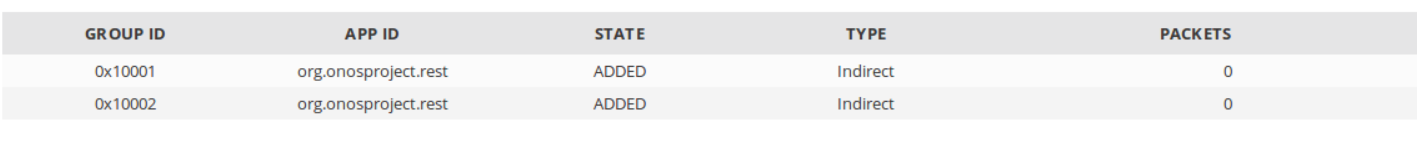 GROUP ID APP ID STATE TYPE PACKETS
0x10001 org.onosproject.rest ADDED Indirect 0
0x10002 org.onosproject.rest ADDED Indirect 0